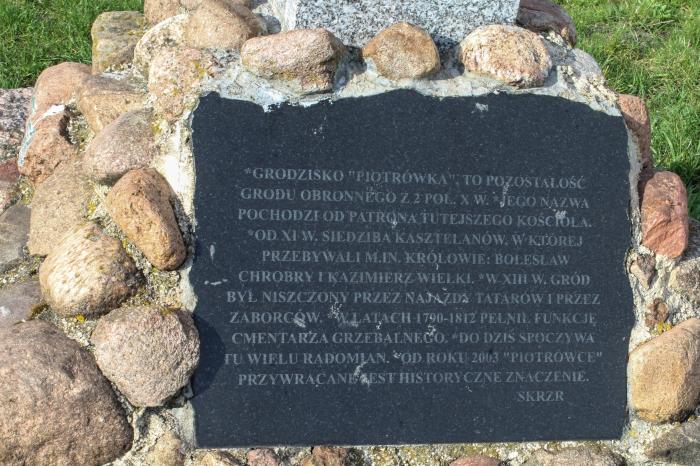 *GRODZISKO "PIOTRÓWKA", TO POZOSTAŁOŚĆ
GRODU OBRONNEGO Z 2 POŁ. X W. *JEGO NAZWA
POCHODZI OD PATRONA TUTEJSZEGO KOŚCIOŁA.
*OD XI W. SIEDZIBA KASZTELANÓW, W KTÓREJ
PRZEBYWALI M.IN. KRÓLOWIE: BOLESŁAW
CHROBRY I KAZIMIERZ WIELKI. *W XIII W. GRÓD
BYŁ NISZCZONY PRZEZ NAJAZDY TATARÓW I PRZEZ
ZABORCÓW. *W LATACH 1790-1812 PEŁNIŁ FUNKCJĘ
CMENTARZA GRZEBALNEGO. *DO DZIŚ SPOCZYWA
TU WIELU RADOMIAN. *OD ROKU 2003 "PIOTRÓWCE"
PRZYWRACANE JEST HISTORYCZNE ZNACZENIE.
SKRZR